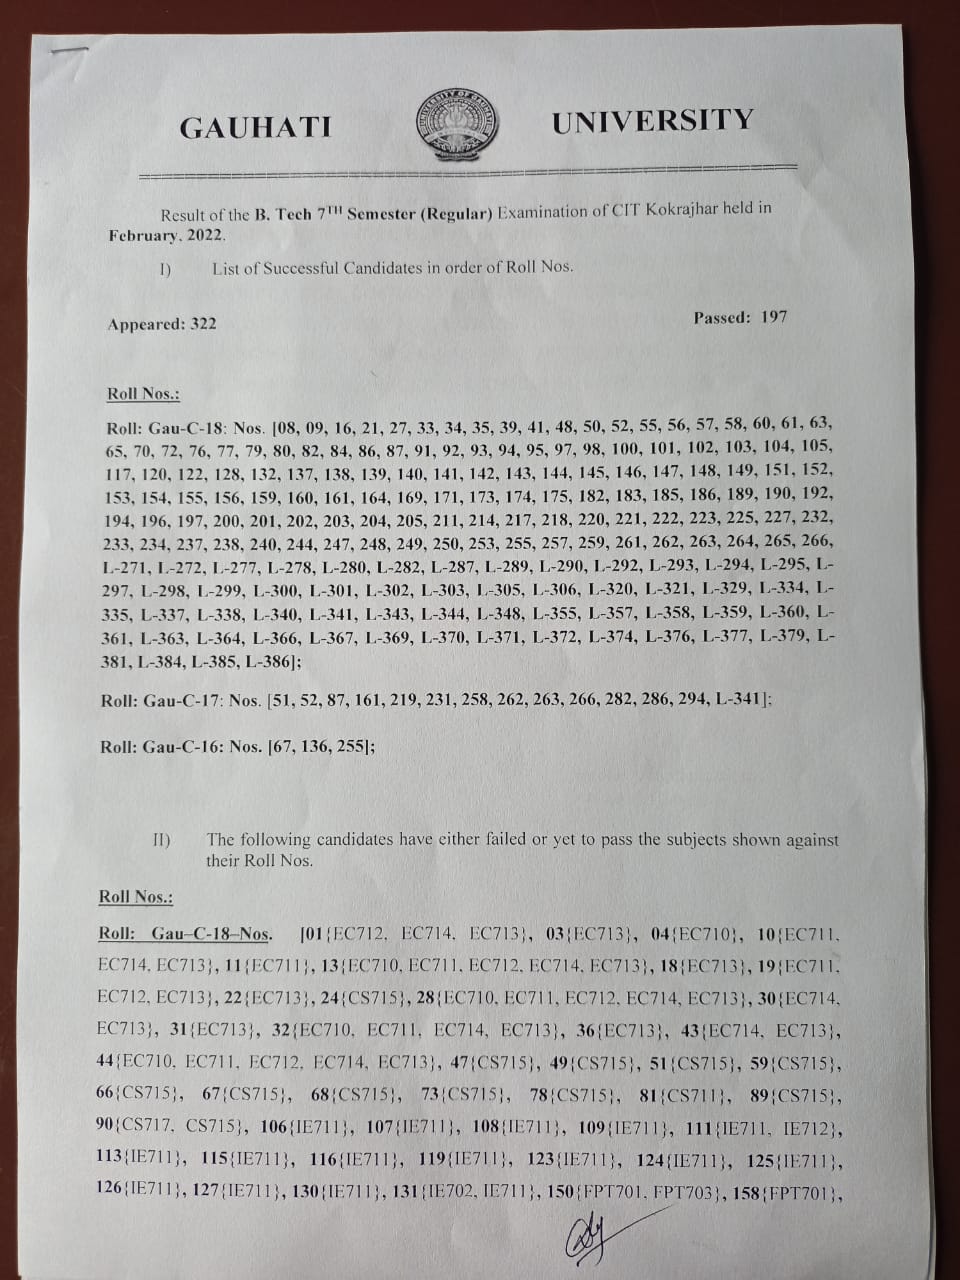 GAUHATI UNIVERSITY
Result of the B. Tech 7TH Semester (Regular) Examination of CIT Kokrajhar held in
February, 2022.
I) List of Successful Candidates in order of Roll Nos.
Appeared: 322 Passed: 197
Roll Nos.:
Roll: Gau-C-18: Nos. [08, 09, 16, 21, 27, 33, 34, 35, 39, 41, 48, 50, 52, 55, 56, 57, 58, 60, 61, 63,
65, 70, 72, 76, 77, 79, 80, 82, 84, 86, 87, 91, 92, 93, 94, 95, 97, 98, 100, 101, 102, 103, 104, 105,
117, 120, 122, 128, 132, 137, 138, 139, 140, 141, 142, 143, 144, 145, 146, 147, 148, 149, 151, 152,
153, 154, 155, 156, 159, 160, 161, 164, 169, 171, 173, 174, 175, 182, 183, 185, 186, 189, 190, 192,
194, 196, 197, 200, 201, 202, 203, 204, 205, 211, 214, 217, 218, 220, 221, 222, 223, 225, 227, 232,
233, 234, 237, 238, 240, 244, 247, 248, 249, 250, 253, 255, 257, 259, 261, 262, 263, 264, 265, 266,
L-271, L-272, L-277, L-278, L-280, L-282, L-287, L-289, L-290, L-292, L-293, L-294, L-295, L-
297, L-298, L-299, L-300, L-301, L-302, L-303, L-305, L-306, L-320, L-321, L-329, L-334, L-
335, L-337, L-338, L-340, L-341, L-343, L-344, L-348, L-355, L-357, L-358, L-359, L-360, L-
361, L-363, L-364, L-366, L-367, L-369, L-370, L-371, L-372, L-374, L-376, L-377, L-379, L-
381, L-384, L-385, L-386];
Roll: Gau-C-17: Nos. [51, 52, 87, 161, 219, 231, 258, 262, 263, 266, 282, 286, 294, L-341];
Roll: Gau-C-16: Nos. [67, 136, 255];
II) The following candidates have either failed or yet to pass the subjects shown against
their Roll Nos.
Roll Nos.:
Roll: Gau–C-18–Nos. [01{EC712, EC714, EC713}, 03{EC713}, 04{EC710}, 10{EC711,
EC714, EC713}, 11{EC711}, 13{EC710, EC711, EC712, EC714, EC713}, 18{EC713}, 19{EC711,
EC712, EC713}, 22{EC713}, 24{CS715}, 28{EC710, EC711, EC712, EC714, EC713}, 30{EC714,
EC713}, 31{EC713}, 32{EC710, EC711, EC714, EC713}, 36{EC713}, 43{EC714, EC713},
44{EC710, EC711, EC712, EC714, EC713}, 47{CS715}, 49{CS715}, 51{CS715}, 59{CS715},
66{CS715}, 67{CS715}, 68{CS715}, 73{CS715}, 78{CS715}, 81{CS711}, 89{CS715},
90{CS717, CS715}, 106{IE711}, 107{IE711}, 108{IE711}, 109{IE711}, 111{IE711, IE712},
113{IE711}, 115{IE711}, 116{IE711}, 119{IE711}, 123{IE711}, 124{IE711}, 125{IE711},
126{IE711}, 127{IE711}, 130{IE711}, 131{IE702, IE711}, 150{FPT701, FPT703}, 158{FPT701},